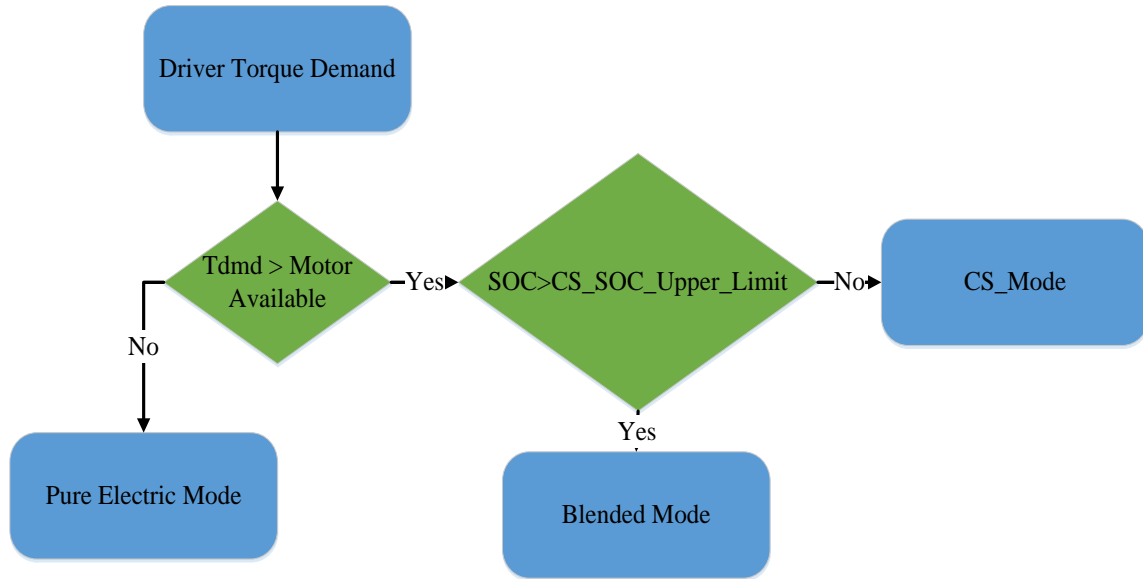 Driver Torque Demand
Tdmd > Motor
Available
Yes
SOC>CS_SOC_Upper_Limit
No
CS_Mode
No
Yes
Pure Electric Mode
Blended Mode